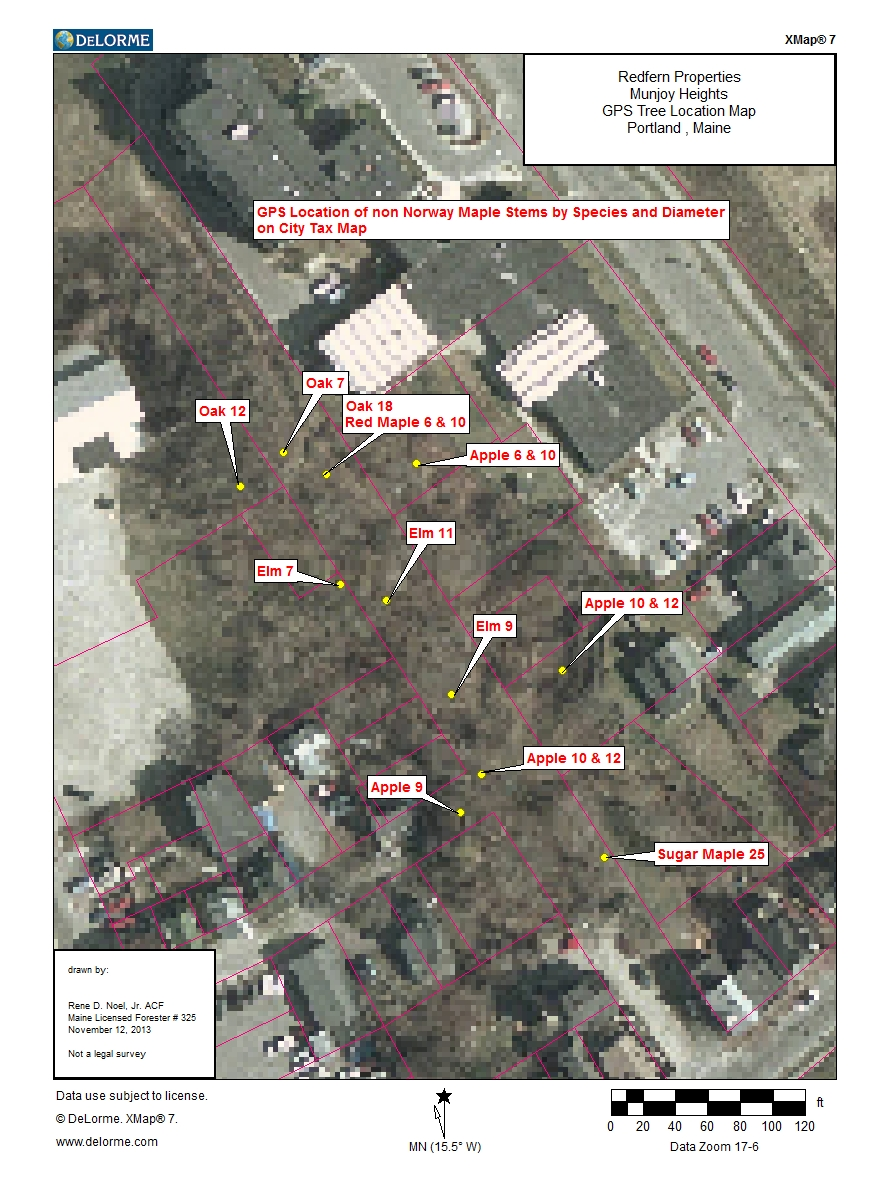 DELORME
XMap® 7
Redfern Properties
Munjoy Heights
GPS Tree Location Map
Portland , Maine
GPS Location of non Norway Maple Stems by Species and Diameter
on City Tax Map
Oak 7
Oak 12
Oak 18
Red Maple 6 & 10
Apple 6 & 10
Elm 11
Elm 7
Apple 10 & 12
Elm 9
Apple 10 & 12
Apple 9
Sugar Maple 25
drawn by:
Rene D. Noel, Jr. ACF
Maine Licensed Forester # 325
November 12, 2013
Not a legal survey
Data use subject to license.
© DeLorme. XMap® 7.
www.delorme.com
MN (15.5° W)
ft
0 20 40 60 80 100 120
Data Zoom 17-6